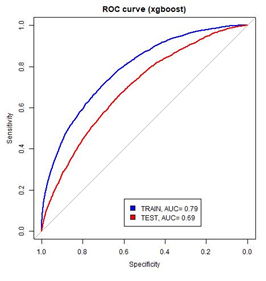 ROC curve (xgboost)
1.0
0.8
0.6
0.4
0.2
0.0
Sensitivity
TRAIN, AUC= 0.79
TEST, AUC= 0.69
1.0 0.8 0.6 0.4 0.2 0.0
Specificity